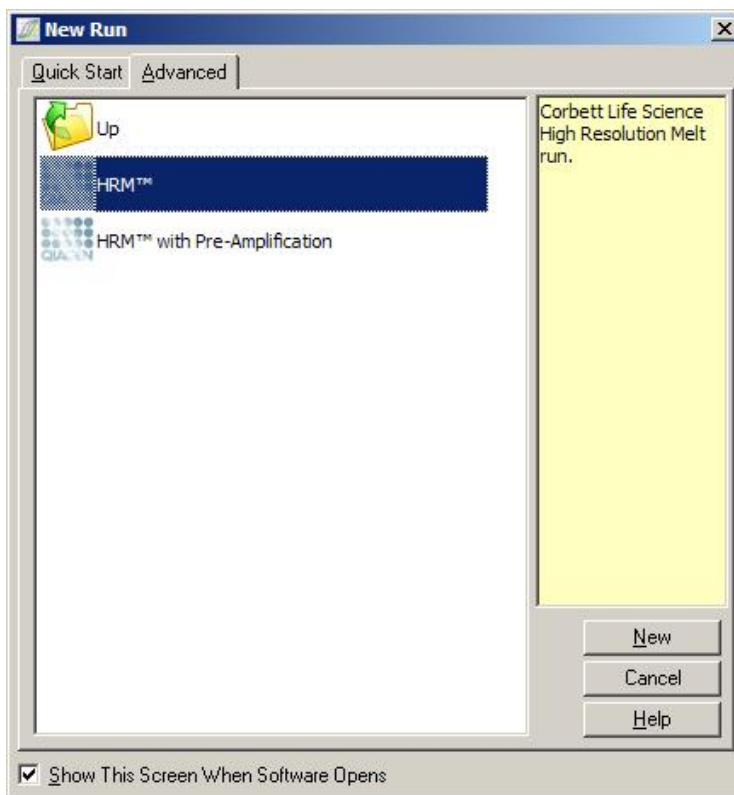 New Run
Quick Start
Advanced
Up
HRM™
HRM™ with Pre-Amplification
QIAGEN
Corbett Life Science
High Resolution Melt
run.
New
Cancel
Help
Show This Screen When Software Opens